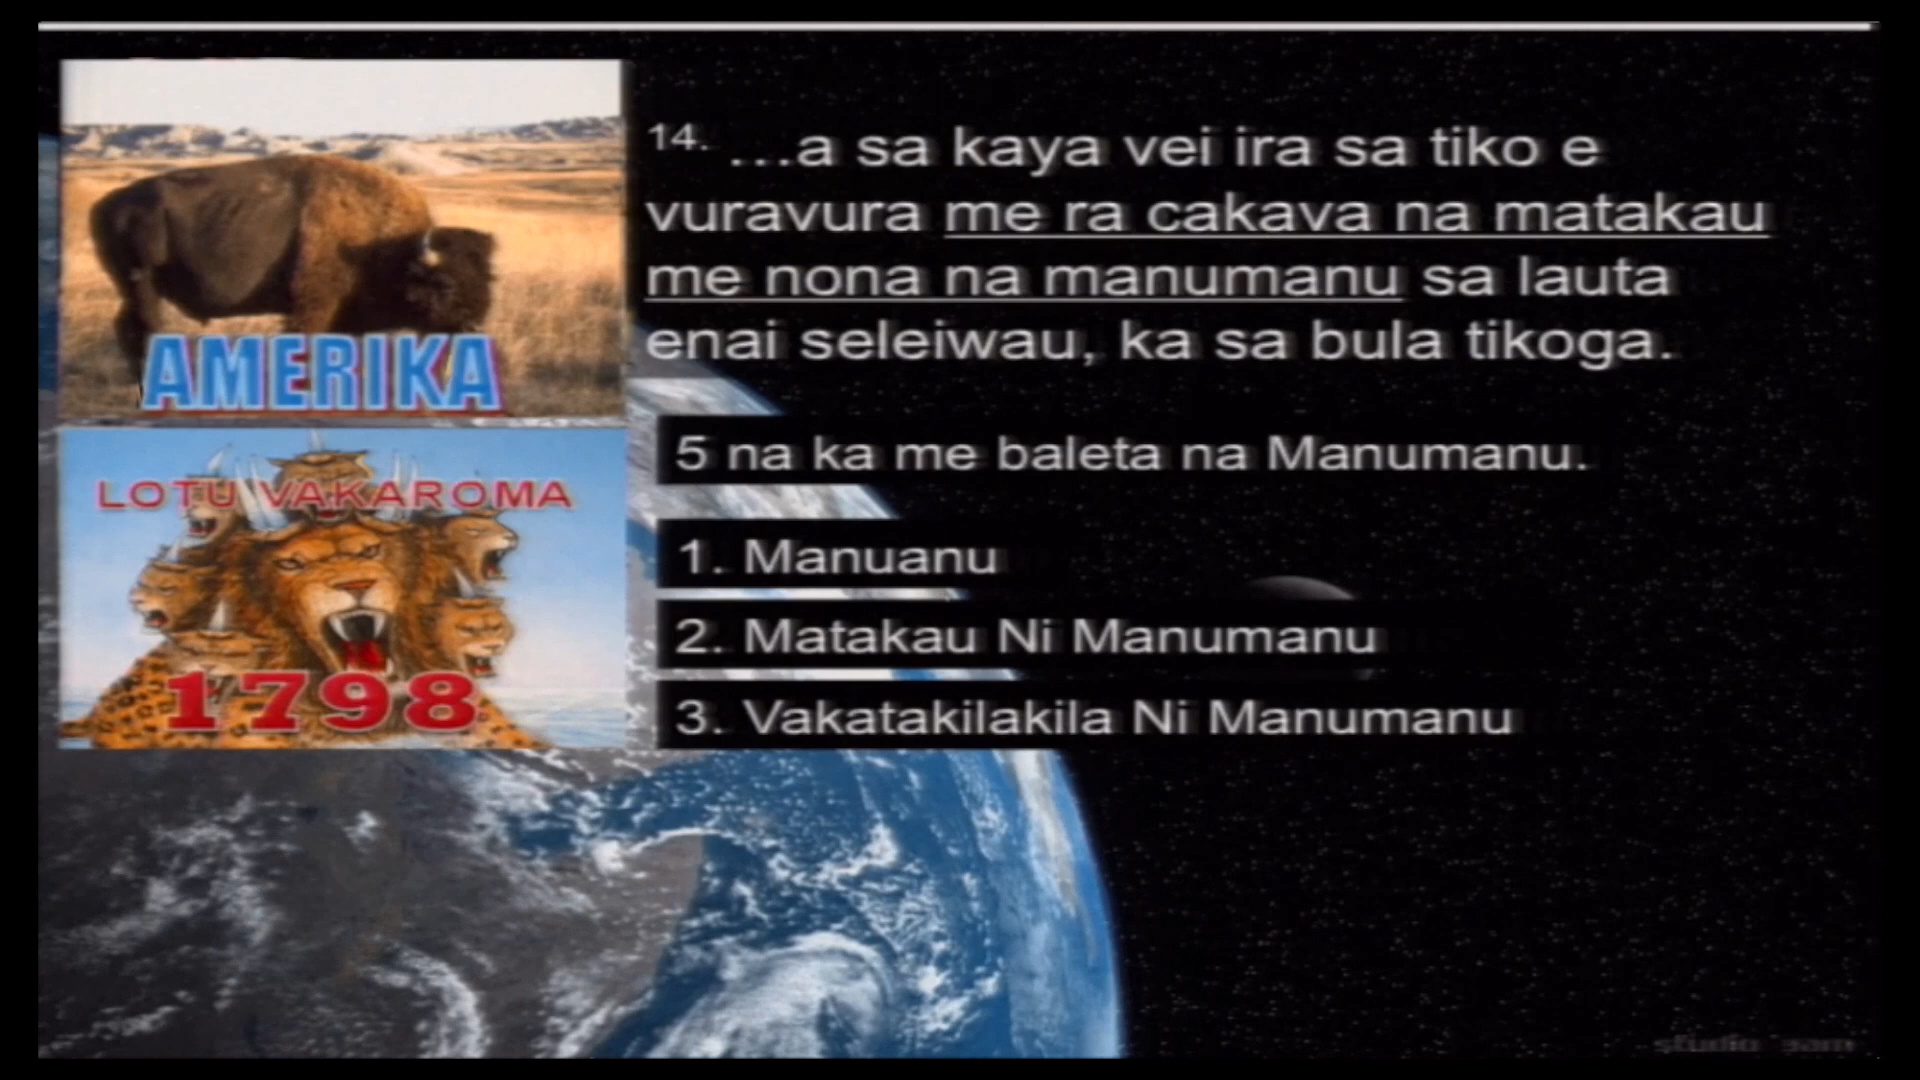 14. ...a sa kaya vei ira sa tiko e
vuravura me ra cakava na matakau
me nona na manumanu sa lauta
enai seleiwau, ka sa bula tikoga.
AMERIKA
5 na ka me baleta na Manumanu.
LOTU VAKAROMA
1798
1. Manuanu
2. Matakau Ni Manumanu
3. Vakatakilakila Ni Manumanu